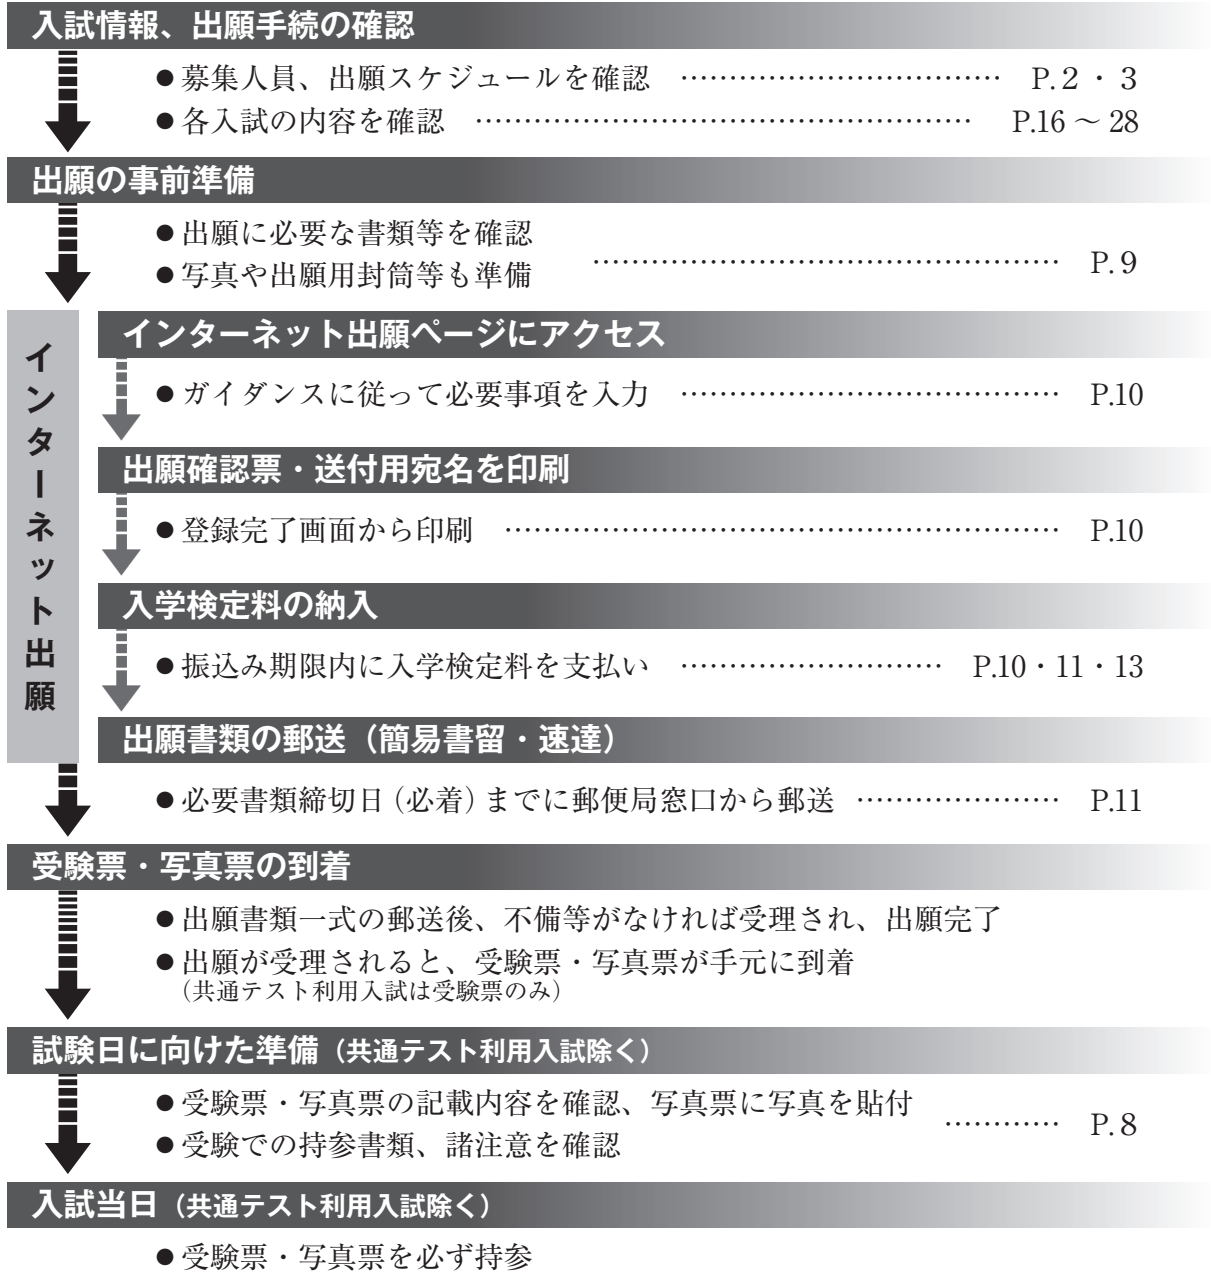 入試情報、出願手続の確認
●募集人員、出願スケジュールを確認 …………………………… P.2・3
●各入試の内容を確認 …………………………………………… P.16～28
出願の事前準備
●出願に必要な書類等を確認
●写真や出願用封筒等も準備 ………………………………………… P.9
インターネット出願
インターネット出願ページにアクセス
●ガイダンスに従って必要事項を入力 ………………………………… P.10
出願確認票・送付用宛名を印刷
●登録完了画面から印刷 ………………………………………………… P.10
入学検定料の納入
●振込み期限内に入学検定料を支払い ……………………… P.10・11・13
出願書類の郵送（簡易書留・速達）
●必要書類締切日（必着）までに郵便局窓口から郵送 ………………… P.11
受験票・写真票の到着
●出願書類一式の郵送後、不備等がなければ受理され、出願完了
●出願が受理されると、受験票・写真票が手元に到着
（共通テスト利用入試は受験票のみ）
試験日に向けた準備（共通テスト利用入試除く）
●受験票・写真票の記載内容を確認、写真票に写真を貼付
●受験での持参書類、諸注意を確認 ………… P.8
入試当日（共通テスト利用入試除く）
●受験票・写真票を必ず持参